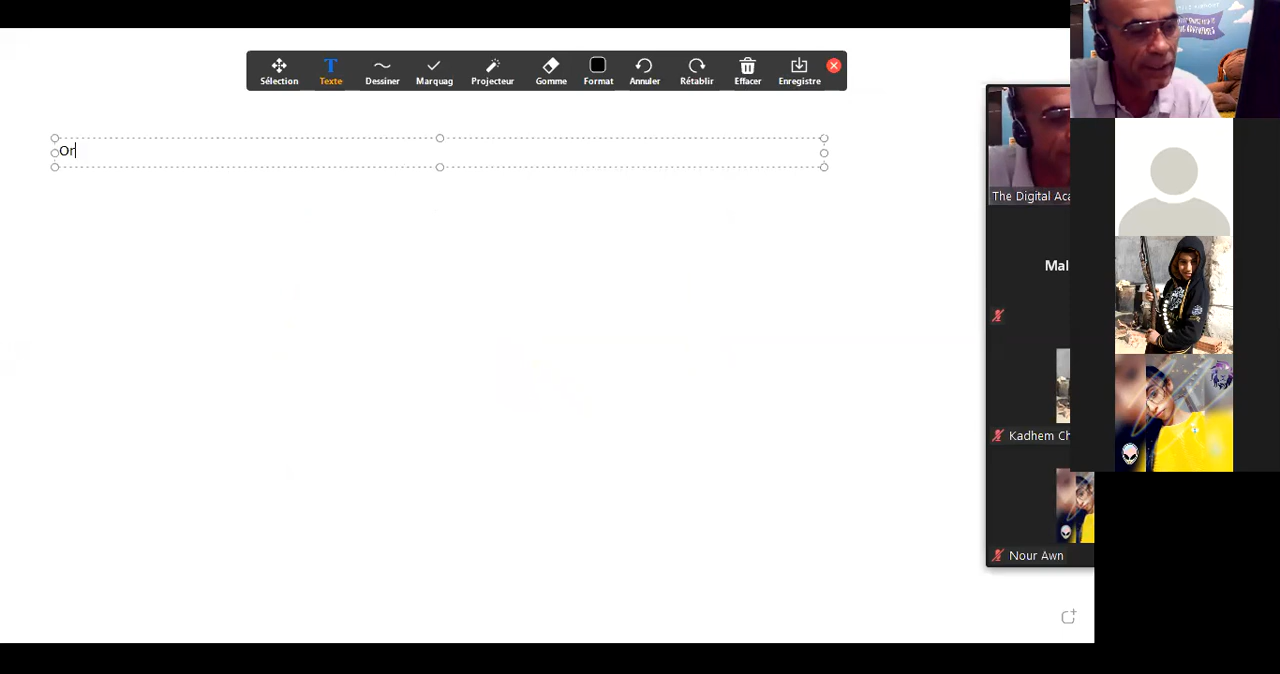 Sélection Texte Dessiner Marquag Projecteur Gomme Format Annuler Rétablir Effacer Enregistre
Or
The Digital Aca
Mal
Kadhem Ch
Nour Awn